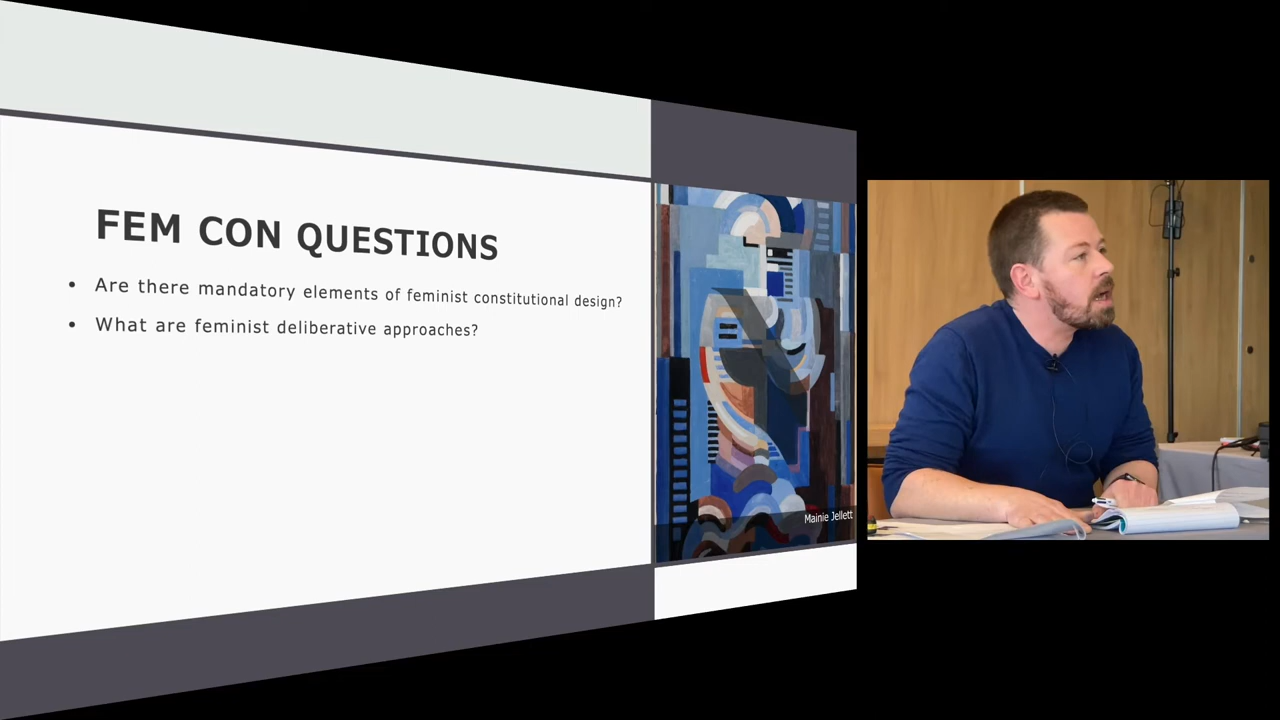 FEM CON QUESTIONS
• Are there mandatory elements of feminist constitutional design?
• What are feminist deliberative approaches?
Mainie Jellett